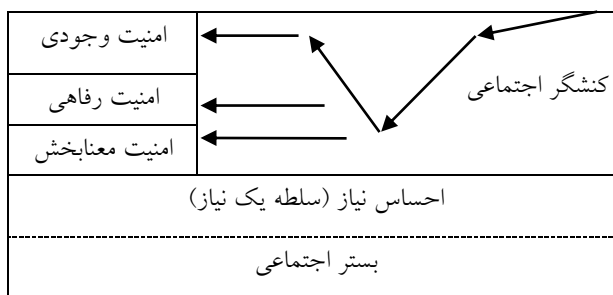 امنیت وجودی
کنشگر اجتماعی
امنیت رفاهی
امنیت معنابخش
احساس نیاز (سلطه یک نیاز)
بستر اجتماعی